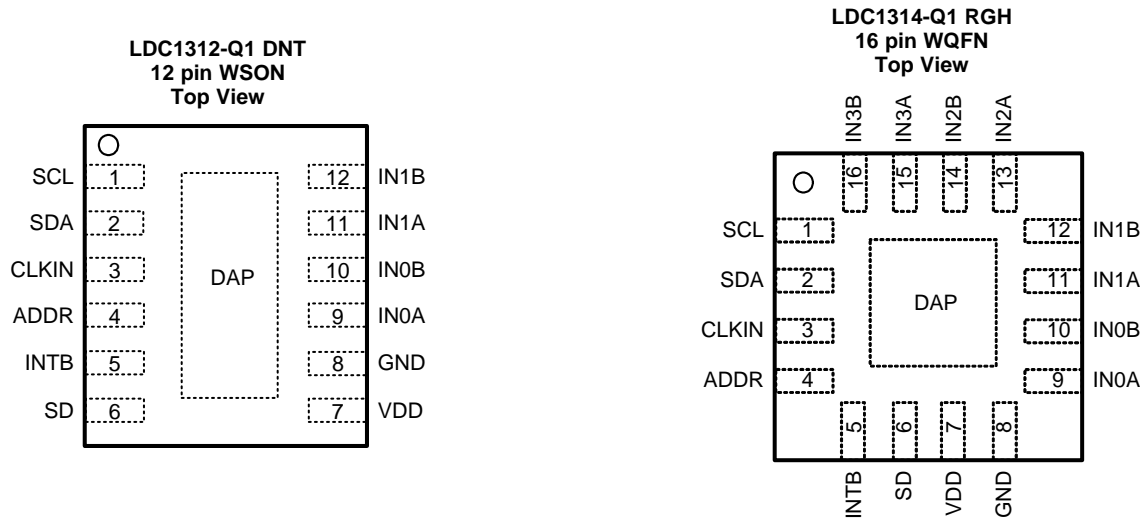 LDC1312-Q1 DNT
12 pin WSON
Top View
SCL 1 12 IN1B
SDA 2 11 IN1A
CLKIN 3 10 IN0B
DAP
ADDR 4 9 IN0A
INTB 5 8 GND
SD 6 7 VDD
LDC1314-Q1 RGH
16 pin WQFN
Top View
IN3B IN3A IN2B IN2A
16 15 14 13
SCL 1 12 IN1B
SDA 2 11 IN1A
DAP
CLKIN 3 10 IN0B
ADDR 4 9 IN0A
5 6 7 8
INTB SD VDD GND